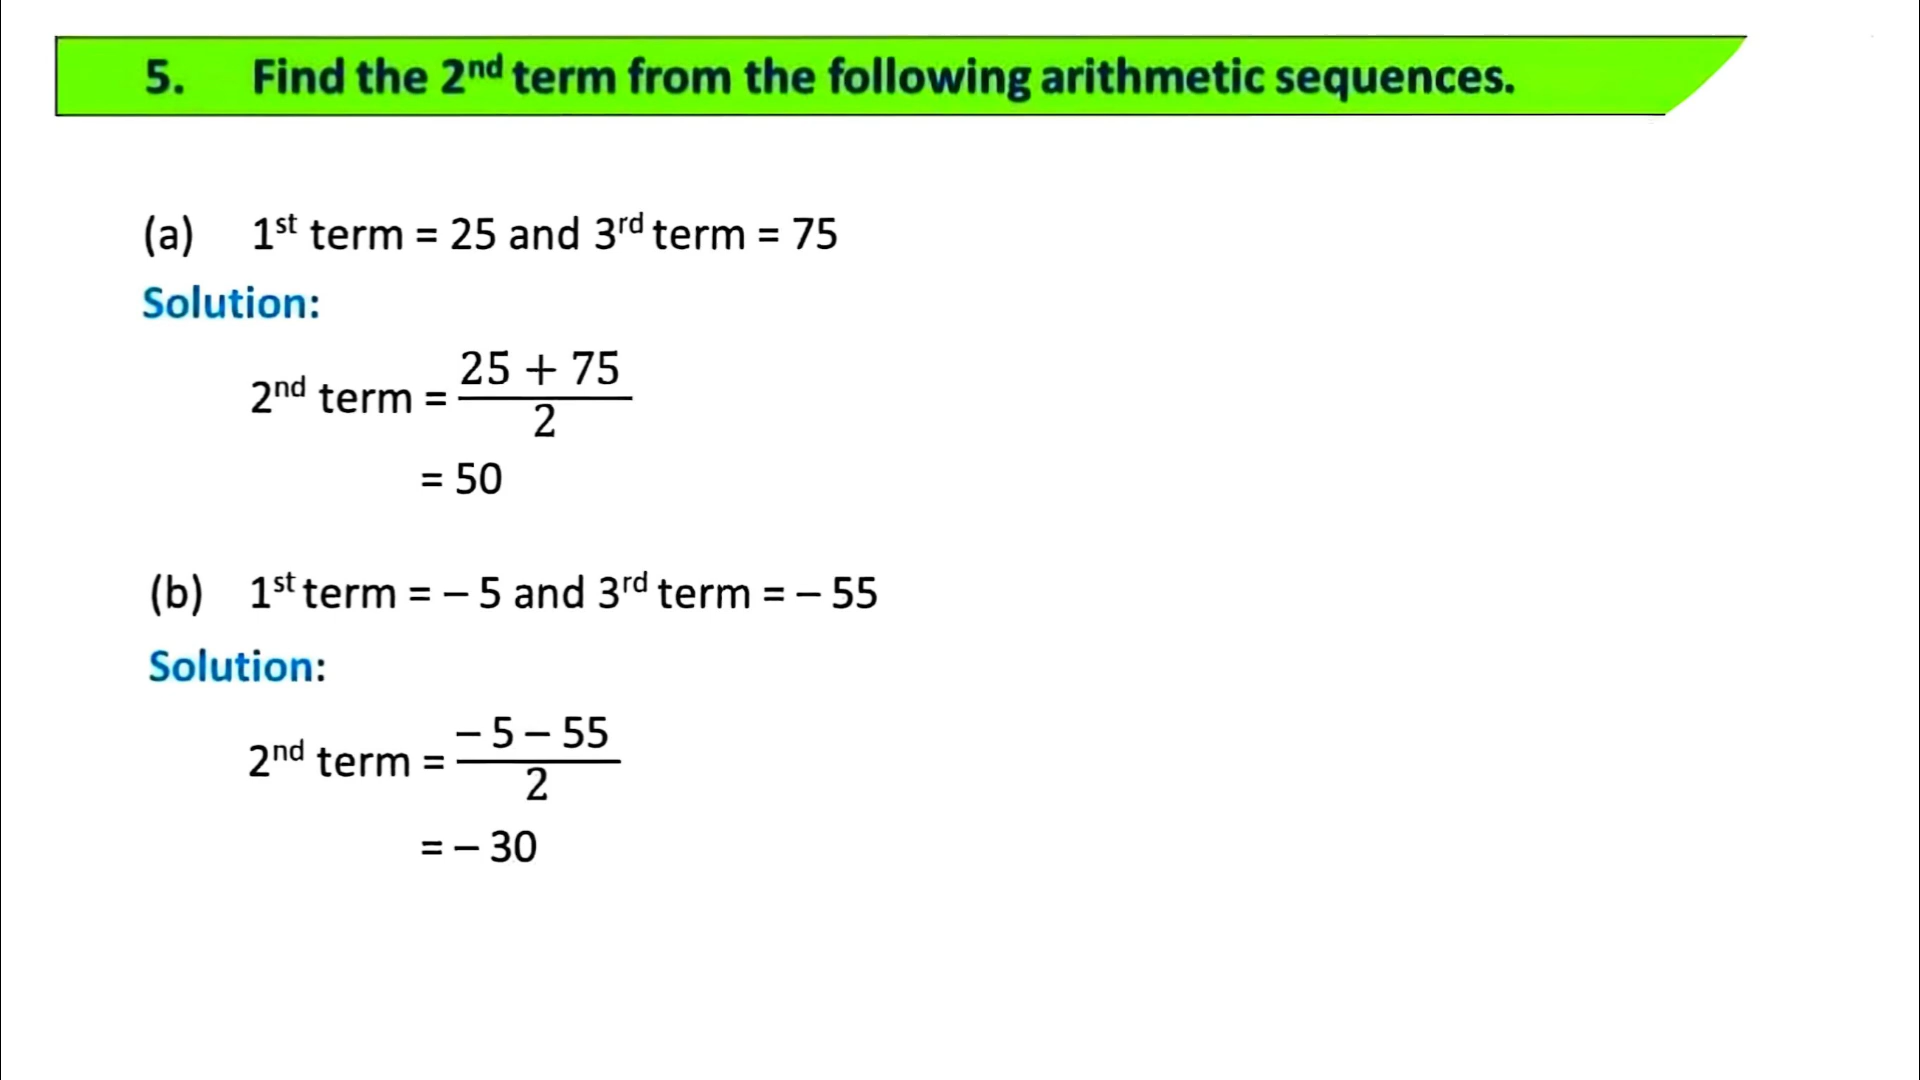 5. Find the 2nd term from the following arithmetic sequences.
(a) 1st term = 25 and 3rd term = 75
Solution:
2nd term = 25 + 75 / 2
= 50
(b) 1st term = – 5 and 3rd term = – 55
Solution:
2nd term = – 5 – 55 / 2
= – 30